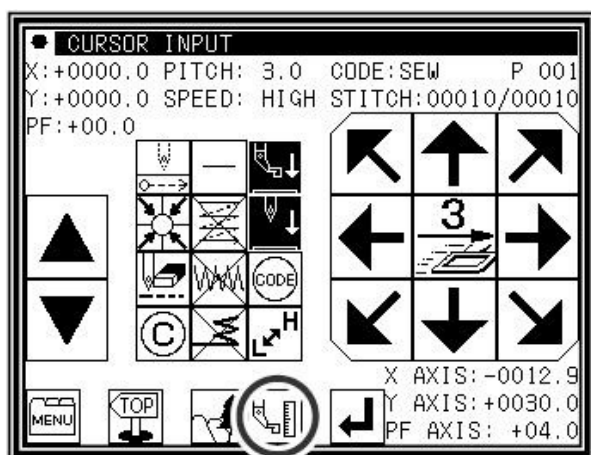 CURSOR INPUT
X:+0000.0 PITCH: 3.0 CODE:SEW P 001
Y:+0000.0 SPEED: HIGH STITCH:00010/00010
PF:+00.0
3
CODE
C
L H
X AXIS:-0012.9
Y AXIS:+0030.0
PF AXIS: +04.0
MENU
TOP